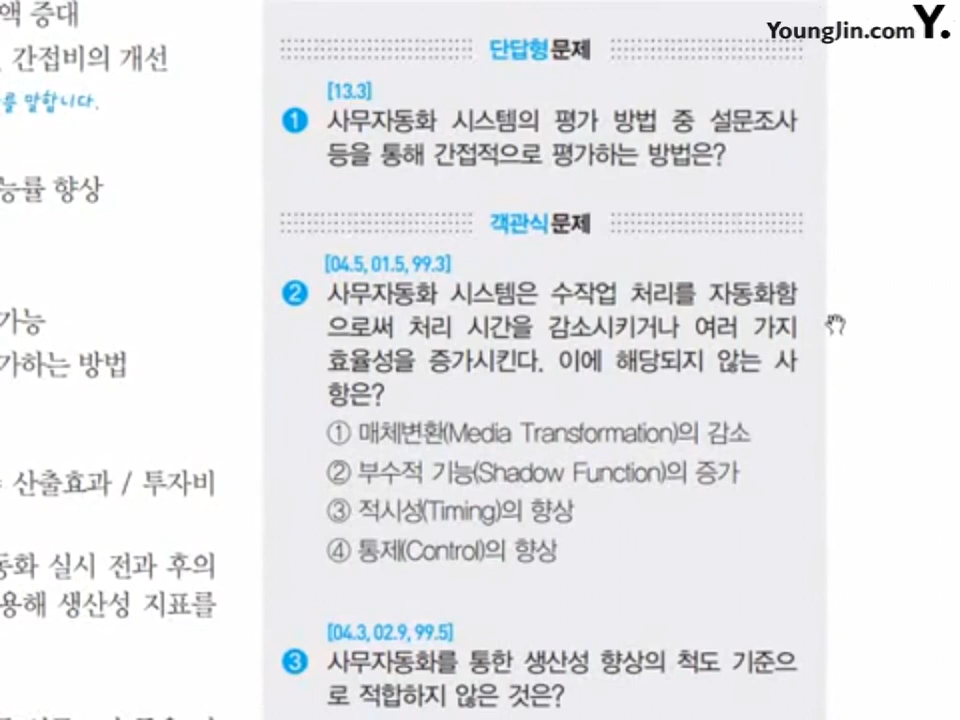 액 증대
간접비의 개선
를 말합니다.
능률 향상
가능
가하는 방법
산출효과 / 투자비
동화 실시 전과 후의
용해 생산성 지표를
YoungJin.com Y.
단답형 문제
[13.3]
1 사무자동화 시스템의 평가 방법 중 설문조사
등을 통해 간접적으로 평가하는 방법은?
객관식 문제
[04.5, 01.5, 99.3]
2 사무자동화 시스템은 수작업 처리를 자동화함
으로써 처리 시간을 감소시키거나 여러 가지
효율성을 증가시킨다. 이에 해당되지 않는 사
항은?
① 매체변환(Media Transformation)의 감소
② 부수적 기능(Shadow Function)의 증가
③ 적시성(Timing)의 향상
④ 통제(Control)의 향상
[04.3, 02.9, 99.5]
3 사무자동화를 통한 생산성 향상의 척도 기준으
로 적합하지 않은 것은?